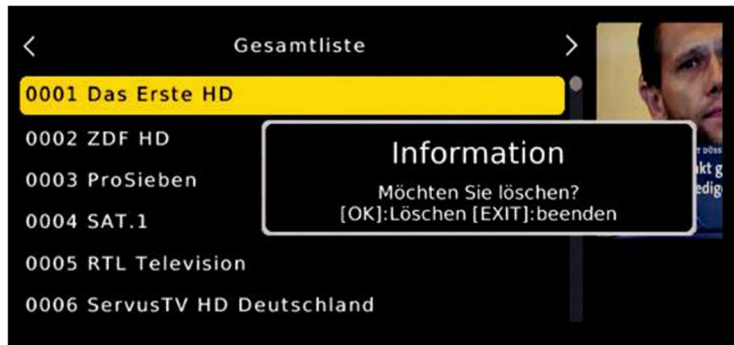 Gesamtliste
0001 Das Erste HD
0002 ZDF HD
0003 ProSieben
0004 SAT.1
0005 RTL Television
0006 ServusTV HD Deutschland
Information
Möchten Sie löschen?
[OK]:Löschen [EXIT]:beenden